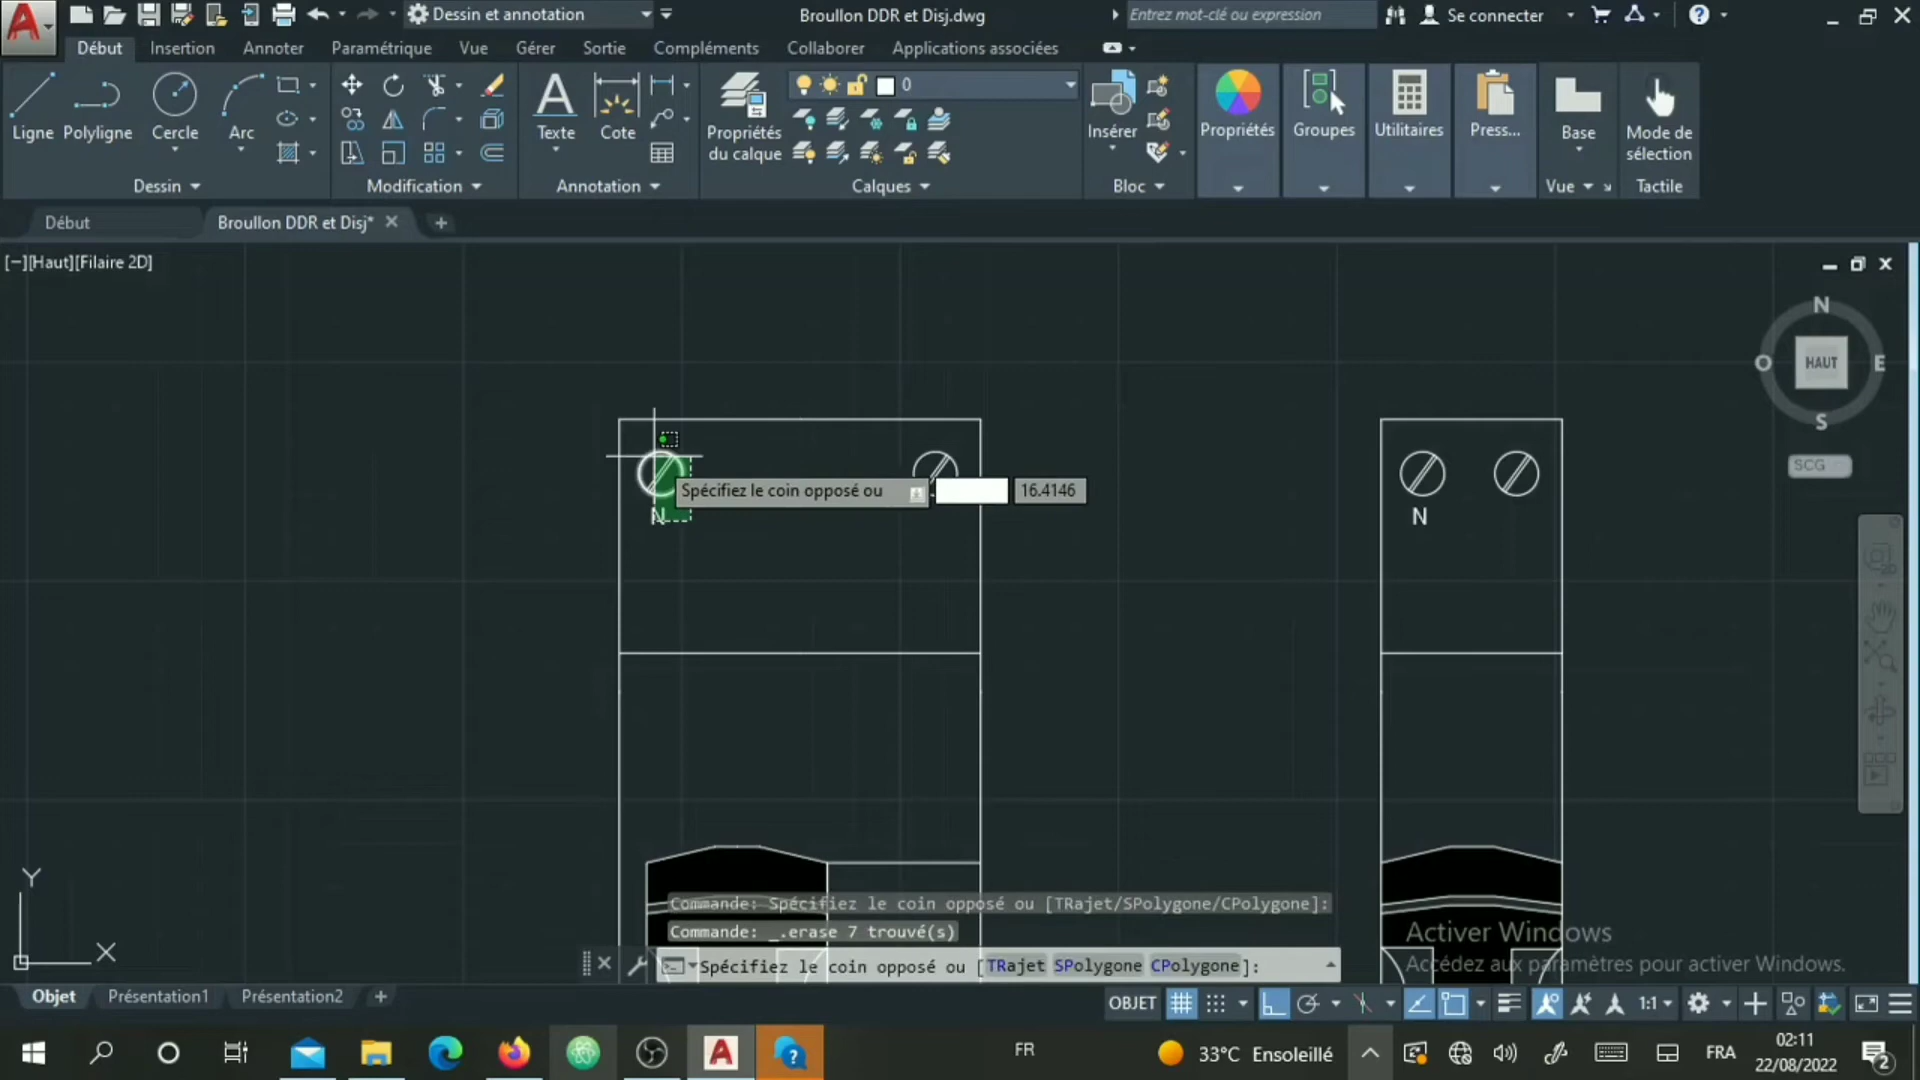 Dessin et annotation
Broullon DDR et Disj.dwg
Entrez mot-clé ou expression
Se connecter
Début Insertion Annoter Paramétrique Vue Gérer Sortie Compléments Collaborer Applications associées
0
Ligne Polyligne Cercle Arc
Texte Cote
Propriétés du calque
Insérer
Propriétés Groupes Utilitaires Press... Base
Mode de sélection
Dessin Modification Annotation Calques Bloc Vue Tactile
Début Broullon DDR et Disj*
[−][Haut][Filaire 2D]
N
O HAUT E
S
SCG
Spécifiez le coin opposé ou 16.4146
N N
Y
X
Commande: Spécifiez le coin opposé ou [TRajet/SPolygone/CPolygone]:
Commande: _.erase 7 trouvé(s)
Spécifiez le coin opposé ou [TRajet SPolygone CPolygone]:
Activer Windows
Accédez aux paramètres pour activer Windows.
Objet Présentation1 Présentation2
OBJET 1:1
FR
33°C Ensoleillé
FRA
02:11
22/08/2022
2